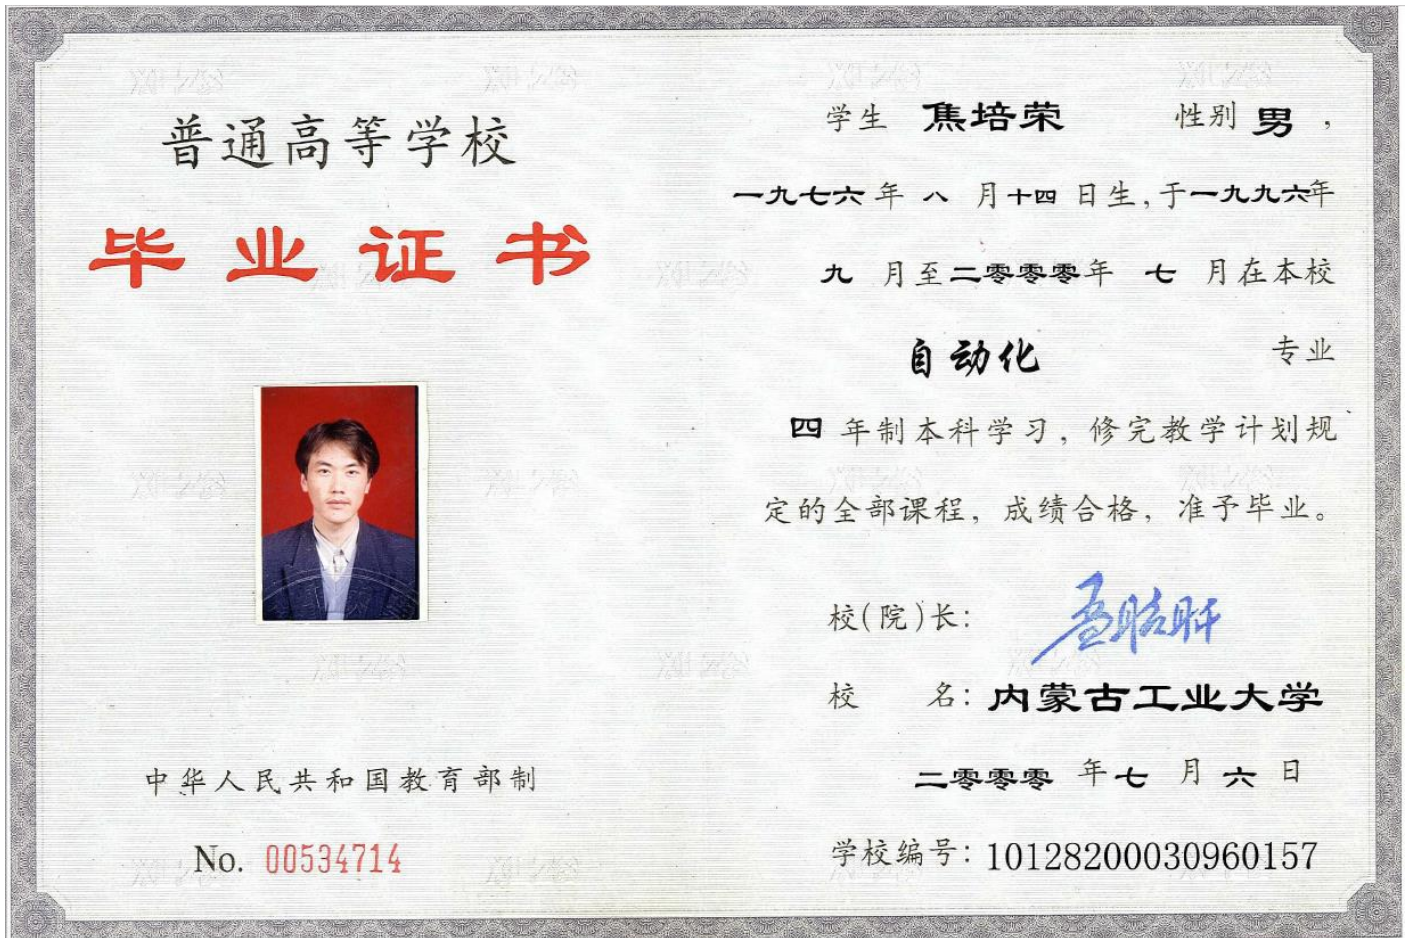 普通高等学校
毕业证书
中华人民共和国教育部制
No. 00534714
学生 焦培荣 性别 男，
一九七六年 八 月十四日生，于一九九六年
九 月至二零零零年 七 月在本校
自动化 专业
四 年制本科学习，修完教学计划规
定的全部课程，成绩合格，准予毕业。
校(院)长：
校 名：内蒙古工业大学
二零零零 年 七 月 六 日
学校编号：10128200030960157